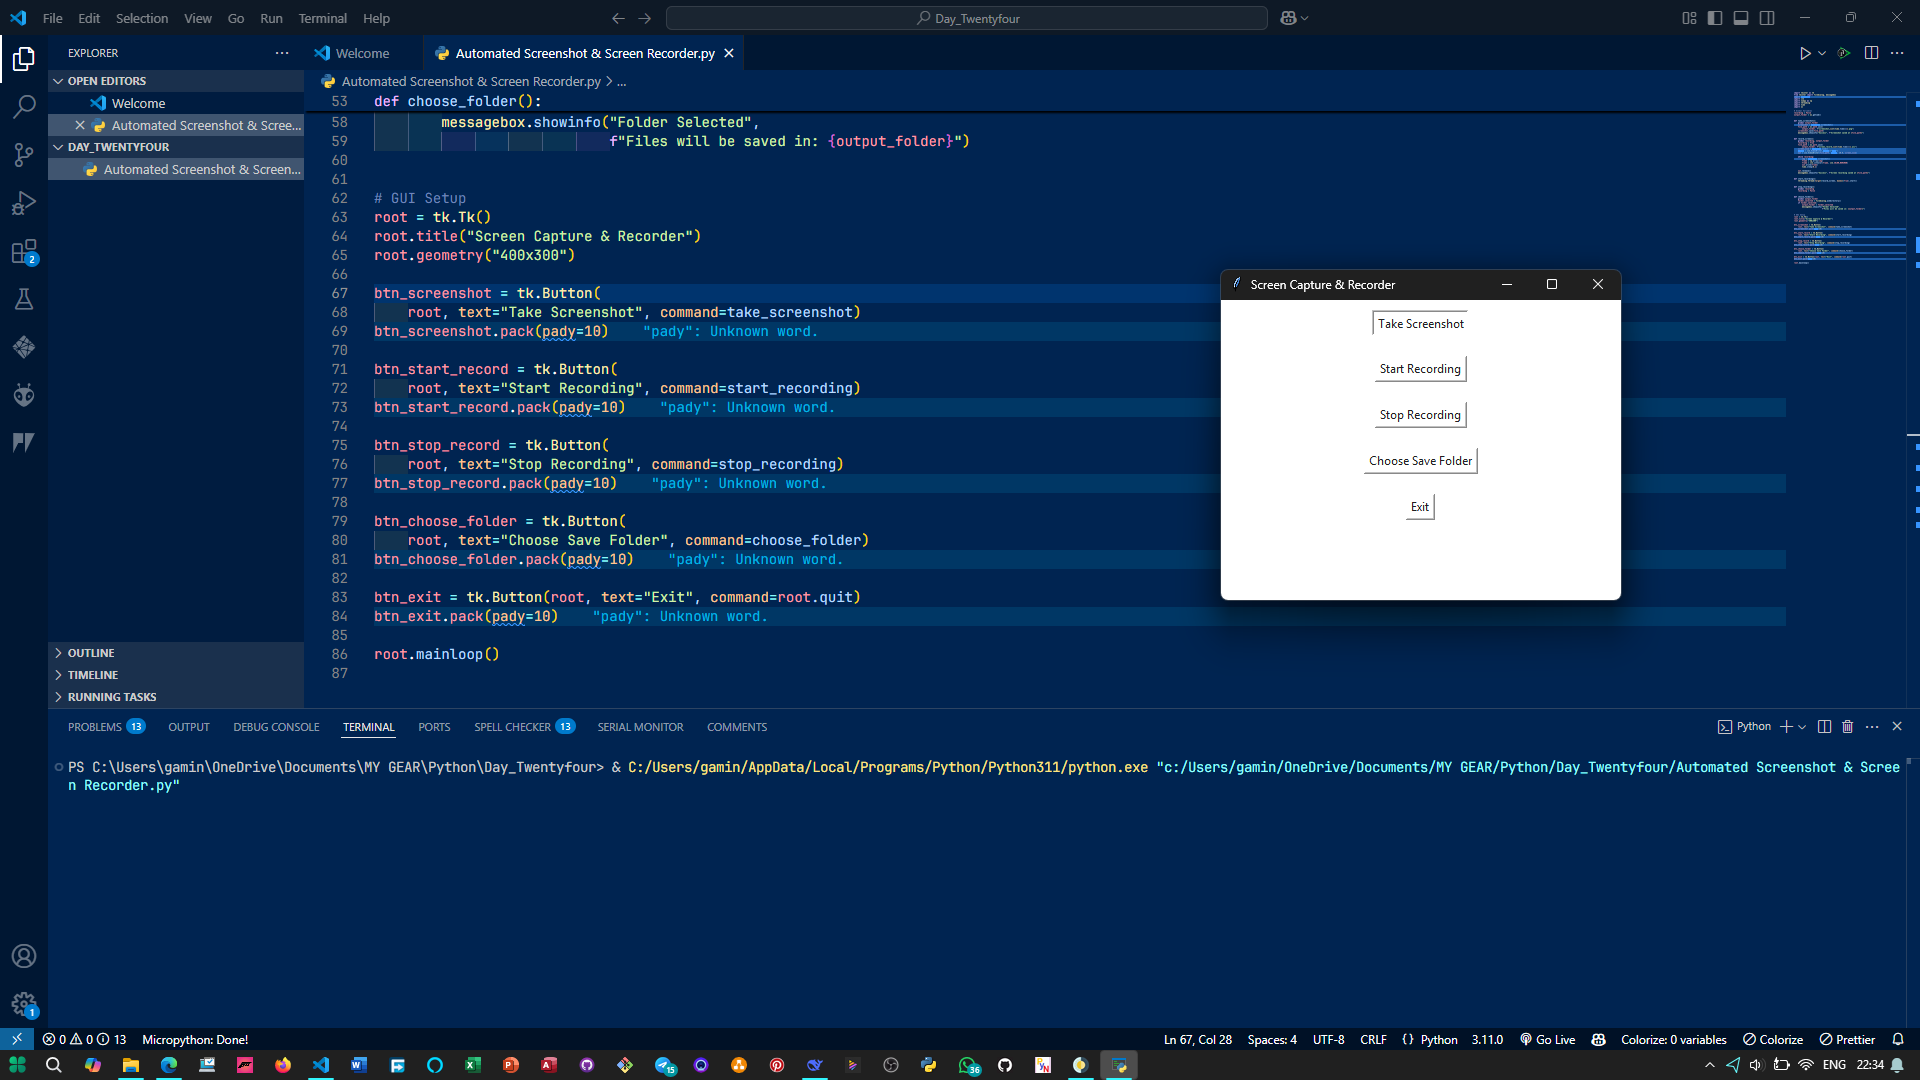 File Edit Selection View Go Run Terminal Help
Day_Twentyfour
EXPLORER
OPEN EDITORS
Welcome
Automated Screenshot & Scree...
DAY_TWENTYFOUR
Automated Screenshot & Screen...
OUTLINE
TIMELINE
RUNNING TASKS
2
1
Welcome
Automated Screenshot & Screen Recorder.py
Automated Screenshot & Screen Recorder.py > ...
53 def choose_folder():
58 messagebox.showinfo("Folder Selected",
59 f"Files will be saved in: {output_folder}")
60
61
62 # GUI Setup
63 root = tk.Tk()
64 root.title("Screen Capture & Recorder")
65 root.geometry("400x300")
66
67 btn_screenshot = tk.Button(
68 root, text="Take Screenshot", command=take_screenshot)
69 btn_screenshot.pack(pady=10) "pady": Unknown word.
70
71 btn_start_record = tk.Button(
72 root, text="Start Recording", command=start_recording)
73 btn_start_record.pack(pady=10) "pady": Unknown word.
74
75 btn_stop_record = tk.Button(
76 root, text="Stop Recording", command=stop_recording)
77 btn_stop_record.pack(pady=10) "pady": Unknown word.
78
79 btn_choose_folder = tk.Button(
80 root, text="Choose Save Folder", command=choose_folder)
81 btn_choose_folder.pack(pady=10) "pady": Unknown word.
82
83 btn_exit = tk.Button(root, text="Exit", command=root.quit)
84 btn_exit.pack(pady=10) "pady": Unknown word.
85
86 root.mainloop()
87
Screen Capture & Recorder
Take Screenshot
Start Recording
Stop Recording
Choose Save Folder
Exit
PROBLEMS 13 OUTPUT DEBUG CONSOLE TERMINAL PORTS SPELL CHECKER 13 SERIAL MONITOR COMMENTS
Python
PS C:\Users\gamin\OneDrive\Documents\MY GEAR\Python\Day_Twentyfour> & C:/Users/gamin/AppData/Local/Programs/Python/Python311/python.exe "c:/Users/gamin/OneDrive/Documents/MY GEAR/Python/Day_Twentyfour/Automated Screenshot & Scree
n Recorder.py"
0 0 13 Micropython: Done!
Ln 67, Col 28 Spaces: 4 UTF-8 CRLF {} Python 3.11.0 Go Live Colorize: 0 variables Colorize Prettier
15
36
ENG 22:34